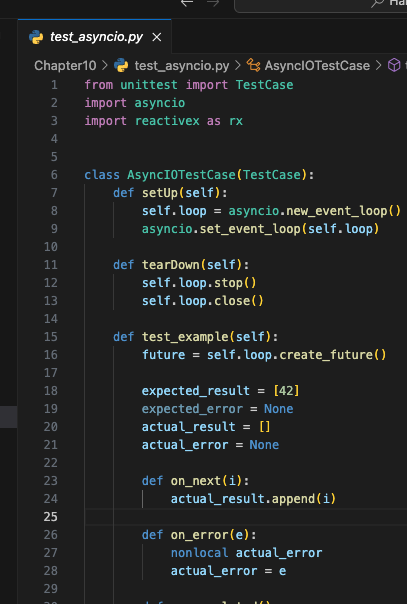 Ha
test_asyncio.py
Chapter10 > test_asyncio.py > AsyncIOTestCase >
1 from unittest import TestCase
2 import asyncio
3 import reactivex as rx
4
5
6 class AsyncIOTestCase(TestCase):
7 def setUp(self):
8 self.loop = asyncio.new_event_loop()
9 asyncio.set_event_loop(self.loop)
10
11 def tearDown(self):
12 self.loop.stop()
13 self.loop.close()
14
15 def test_example(self):
16 future = self.loop.create_future()
17
18 expected_result = [42]
19 expected_error = None
20 actual_result = []
21 actual_error = None
22
23 def on_next(i):
24 actual_result.append(i)
25
26 def on_error(e):
27 nonlocal actual_error
28 actual_error = e
29